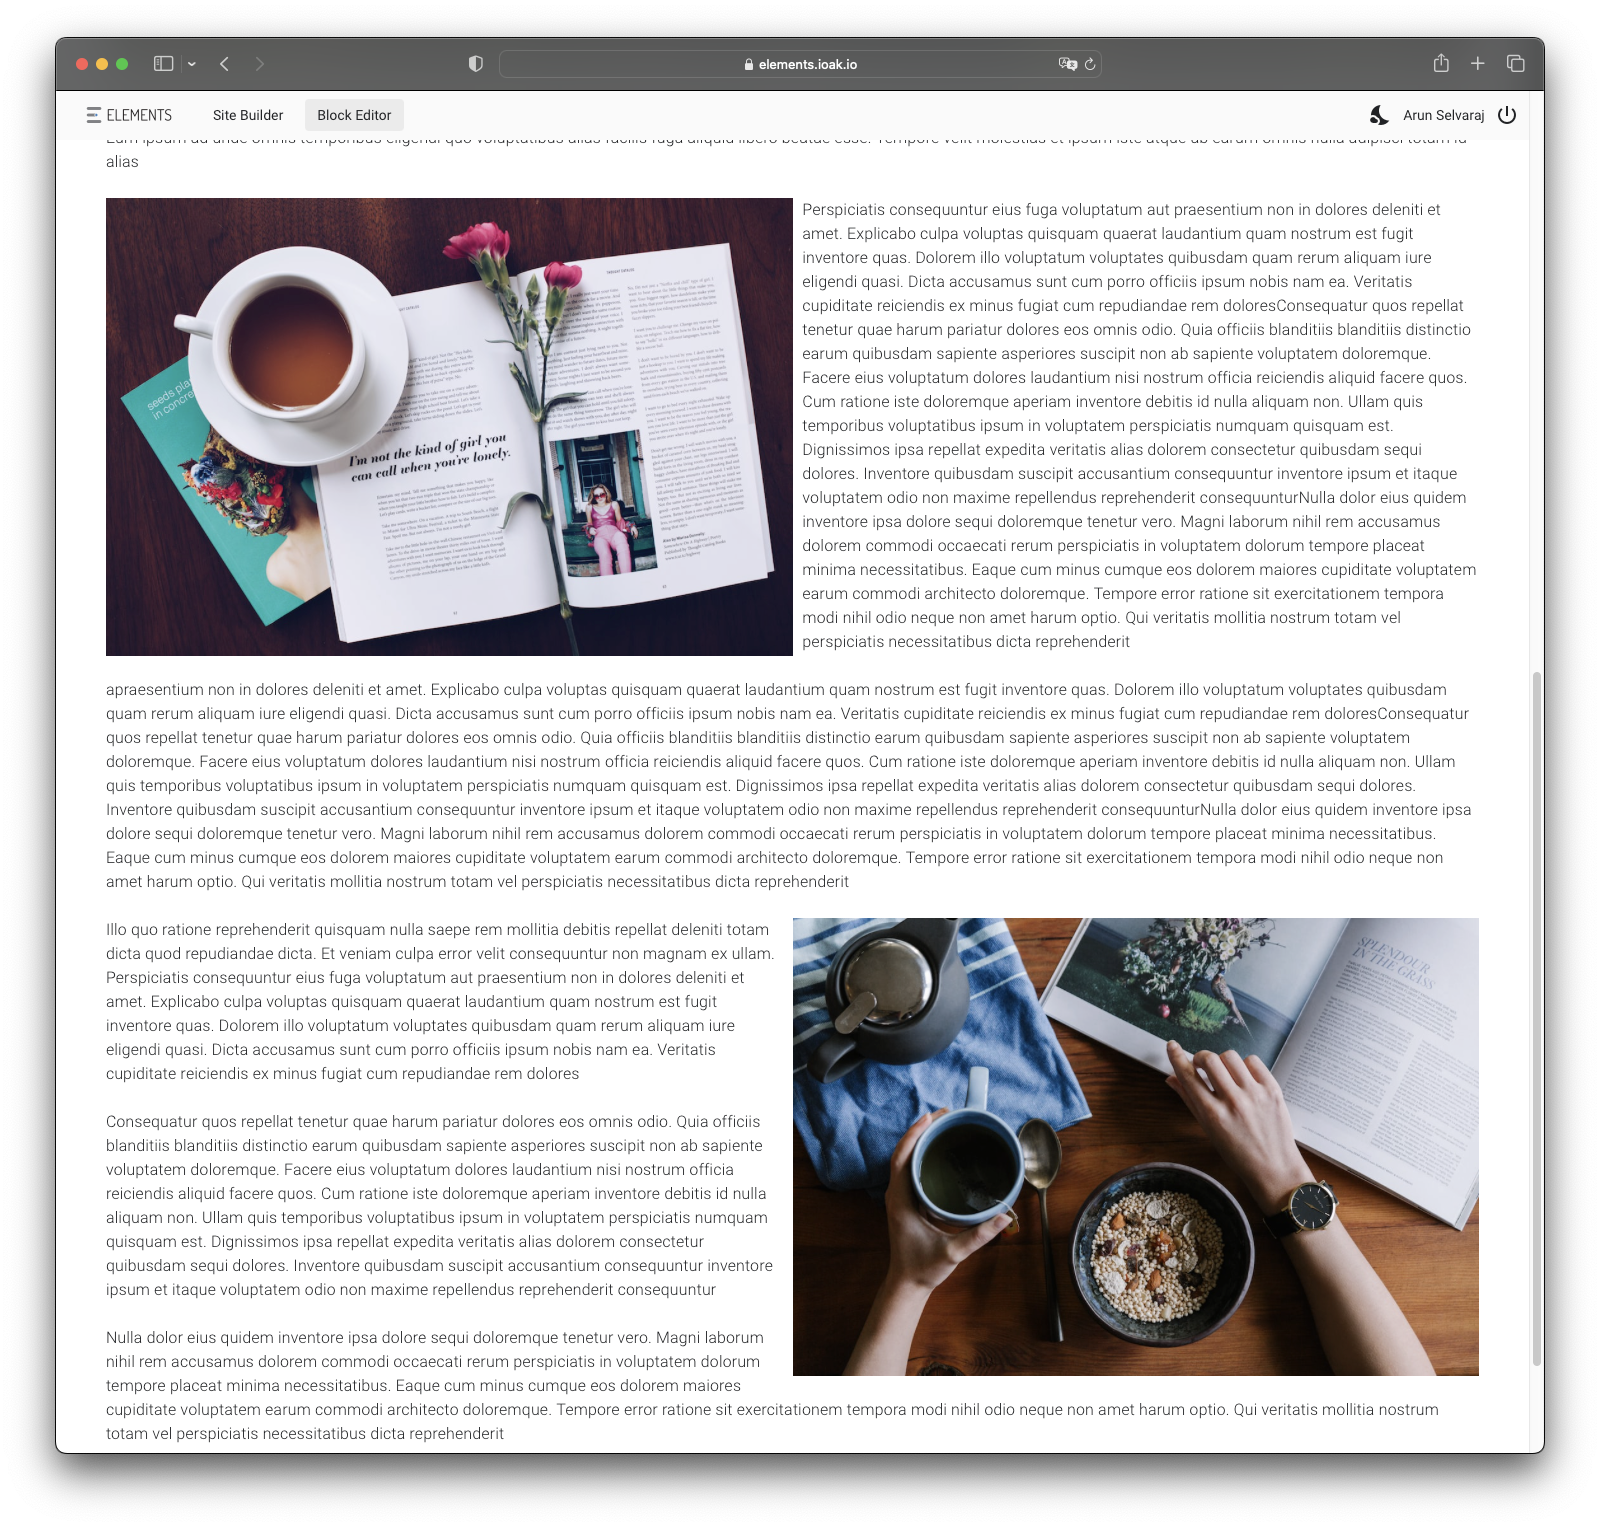 elements.ioak.io
ELEMENTS
Site Builder
Block Editor
Arun Selvaraj
Eum ipsum ad unde omnis temporibus eligendi quo voluptatibus alias facilis fuga aliquid libero beatae esse. Tempore velit molestias et ipsum iste atque ab earum omnis nulla adipisci totam id
alias
seeds
in concre
I'm not the kind of girl you
can call when you're lonely.
Perspiciatis consequuntur eius fuga voluptatum aut praesentium non in dolores deleniti et
amet. Explicabo culpa voluptas quisquam quaerat laudantium quam nostrum est fugit
inventore quas. Dolorem illo voluptatum voluptates quibusdam quam rerum aliquam iure
eligendi quasi. Dicta accusamus sunt cum porro officiis ipsum nobis nam ea. Veritatis
cupiditate reiciendis ex minus fugiat cum repudiandae rem doloresConsequatur quos repellat
tenetur quae harum pariatur dolores eos omnis odio. Quia officiis blanditiis blanditiis distinctio
earum quibusdam sapiente asperiores suscipit non ab sapiente voluptatem doloremque.
Facere eius voluptatum dolores laudantium nisi nostrum officia reiciendis aliquid facere quos.
Cum ratione iste doloremque aperiam inventore debitis id nulla aliquam non. Ullam quis
temporibus voluptatibus ipsum in voluptatem perspiciatis numquam quisquam est.
Dignissimos ipsa repellat expedita veritatis alias dolorem consectetur quibusdam sequi
dolores. Inventore quibusdam suscipit accusantium consequuntur inventore ipsum et itaque
voluptatem odio non maxime repellendus reprehenderit consequunturNulla dolor eius quidem
inventore ipsa dolore sequi doloremque tenetur vero. Magni laborum nihil rem accusamus
dolorem commodi occaecati rerum perspiciatis in voluptatem dolorum tempore placeat
minima necessitatibus. Eaque cum minus cumque eos dolorem maiores cupiditate voluptatem
earum commodi architecto doloremque. Tempore error ratione sit exercitationem tempora
modi nihil odio neque non amet harum optio. Qui veritatis mollitia nostrum totam vel
perspiciatis necessitatibus dicta reprehenderit
apraesentium non in dolores deleniti et amet. Explicabo culpa voluptas quisquam quaerat laudantium quam nostrum est fugit inventore quas. Dolorem illo voluptatum voluptates quibusdam
quam rerum aliquam iure eligendi quasi. Dicta accusamus sunt cum porro officiis ipsum nobis nam ea. Veritatis cupiditate reiciendis ex minus fugiat cum repudiandae rem doloresConsequatur
quos repellat tenetur quae harum pariatur dolores eos omnis odio. Quia officiis blanditiis blanditiis distinctio earum quibusdam sapiente asperiores suscipit non ab sapiente voluptatem
doloremque. Facere eius voluptatum dolores laudantium nisi nostrum officia reiciendis aliquid facere quos. Cum ratione iste doloremque aperiam inventore debitis id nulla aliquam non. Ullam
quis temporibus voluptatibus ipsum in voluptatem perspiciatis numquam quisquam est. Dignissimos ipsa repellat expedita veritatis alias dolorem consectetur quibusdam sequi dolores.
Inventore quibusdam suscipit accusantium consequuntur inventore ipsum et itaque voluptatem odio non maxime repellendus reprehenderit consequunturNulla dolor eius quidem inventore ipsa
dolore sequi doloremque tenetur vero. Magni laborum nihil rem accusamus dolorem commodi occaecati rerum perspiciatis in voluptatem dolorum tempore placeat minima necessitatibus.
Eaque cum minus cumque eos dolorem maiores cupiditate voluptatem earum commodi architecto doloremque. Tempore error ratione sit exercitationem tempora modi nihil odio neque non
amet harum optio. Qui veritatis mollitia nostrum totam vel perspiciatis necessitatibus dicta reprehenderit
Illo quo ratione reprehenderit quisquam nulla saepe rem mollitia debitis repellat deleniti totam
dicta quod repudiandae dicta. Et veniam culpa error velit consequuntur non magnam ex ullam.
Perspiciatis consequuntur eius fuga voluptatum aut praesentium non in dolores deleniti et
amet. Explicabo culpa voluptas quisquam quaerat laudantium quam nostrum est fugit
inventore quas. Dolorem illo voluptatum voluptates quibusdam quam rerum aliquam iure
eligendi quasi. Dicta accusamus sunt cum porro officiis ipsum nobis nam ea. Veritatis
cupiditate reiciendis ex minus fugiat cum repudiandae rem dolores
SPLENDOUR
IN THE GRASS
Consequatur quos repellat tenetur quae harum pariatur dolores eos omnis odio. Quia officiis
blanditiis blanditiis distinctio earum quibusdam sapiente asperiores suscipit non ab sapiente
voluptatem doloremque. Facere eius voluptatum dolores laudantium nisi nostrum officia
reiciendis aliquid facere quos. Cum ratione iste doloremque aperiam inventore debitis id nulla
aliquam non. Ullam quis temporibus voluptatibus ipsum in voluptatem perspiciatis numquam
quisquam est. Dignissimos ipsa repellat expedita veritatis alias dolorem consectetur
quibusdam sequi dolores. Inventore quibusdam suscipit accusantium consequuntur inventore
ipsum et itaque voluptatem odio non maxime repellendus reprehenderit consequuntur
Nulla dolor eius quidem inventore ipsa dolore sequi doloremque tenetur vero. Magni laborum
nihil rem accusamus dolorem commodi occaecati rerum perspiciatis in voluptatem dolorum
tempore placeat minima necessitatibus. Eaque cum minus cumque eos dolorem maiores
cupiditate voluptatem earum commodi architecto doloremque. Tempore error ratione sit exercitationem tempora modi nihil odio neque non amet harum optio. Qui veritatis mollitia nostrum
totam vel perspiciatis necessitatibus dicta reprehenderit